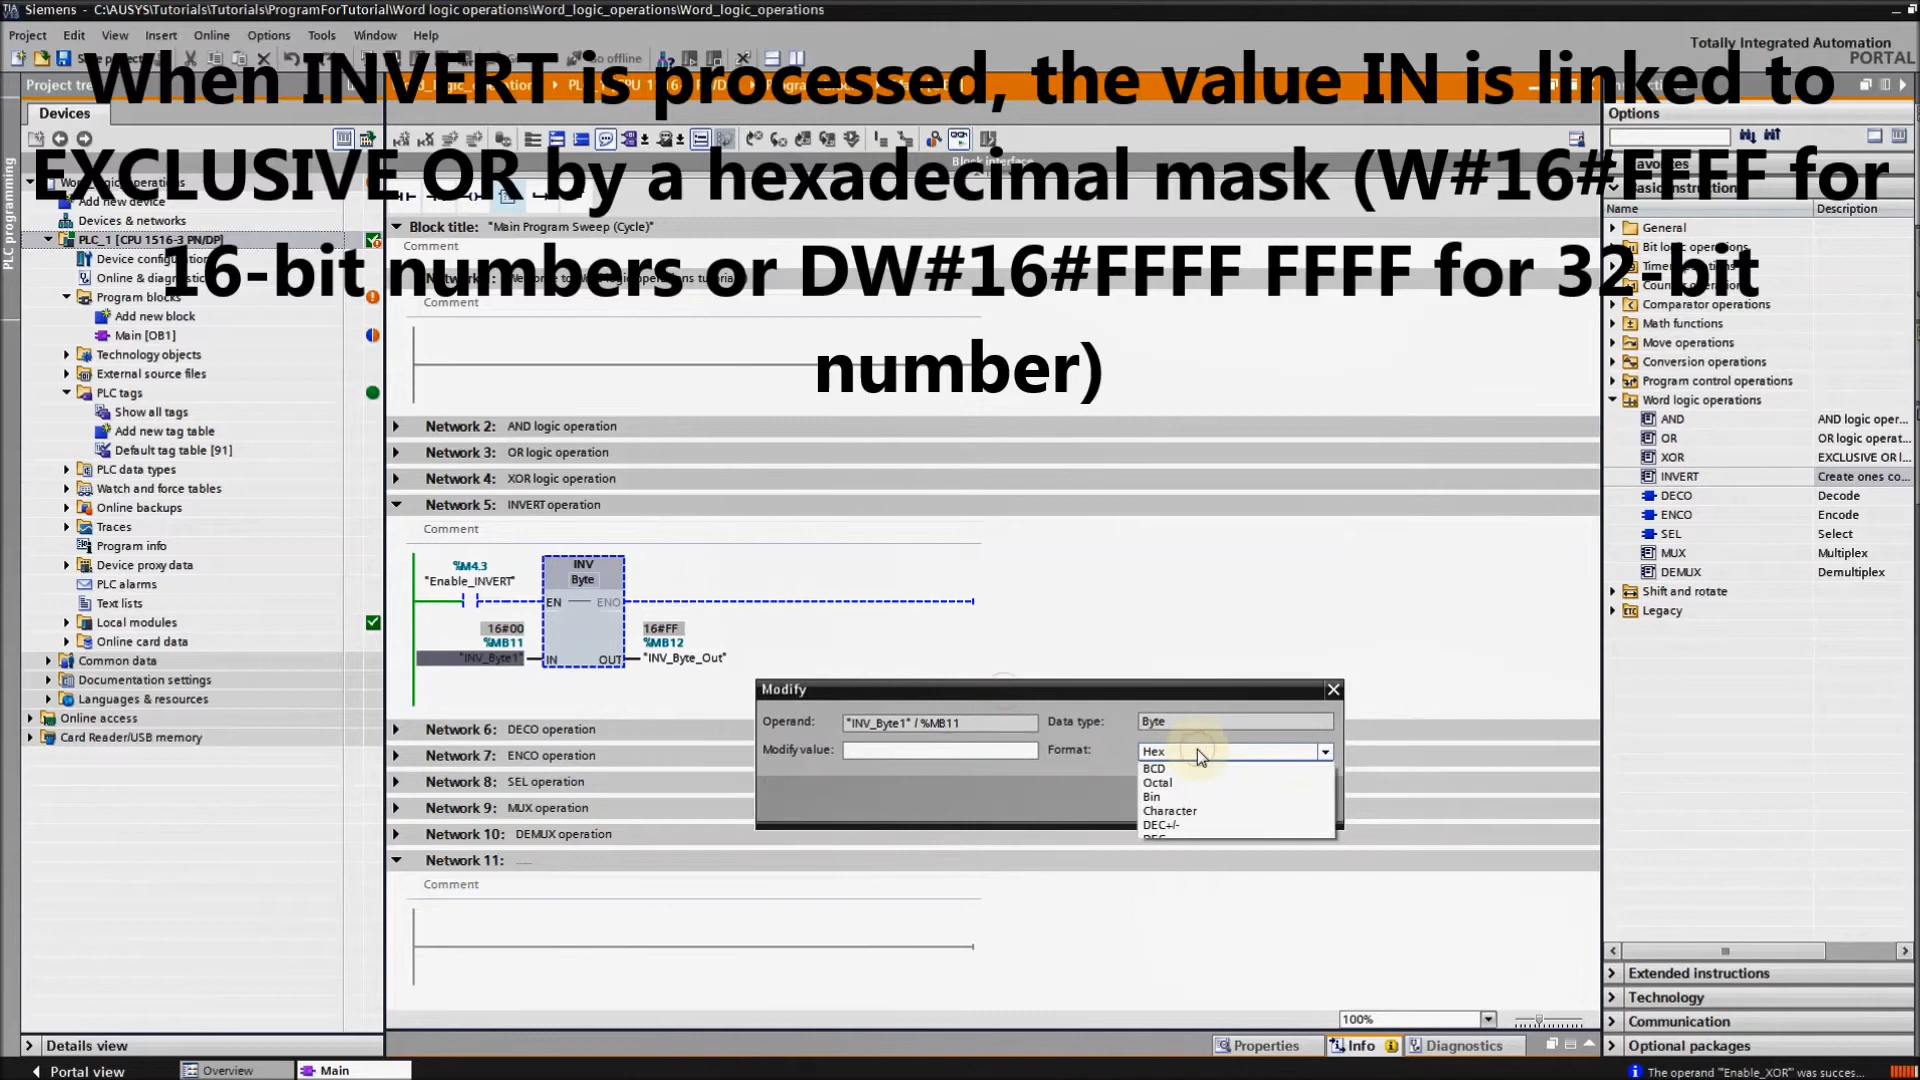 Siemens - C:\AUSYS\Tutorials\Tutorials\ProgramForTutorial\Word logic operations\Word_logic_operations\Word_logic_operations
Project Edit View Insert Online Options Tools Window Help
Totally Integrated Automation
PORTAL
When INVERT is processed, the value IN is linked to
EXCLUSIVE OR by a hexadecimal mask (W#16#FFFF for
16-bit numbers or DW#16#FFFF FFFF for 32-bit
number)
Devices
PLC programming
Add new device
Devices & networks
PLC_1 [CPU 1516-3 PN/DP]
Device
Online &
Program blocks
Add new block
Main [OB1]
Technology objects
External source files
PLC tags
Show all tags
Add new tag table
Default tag table [91]
PLC data types
Watch and force tables
Online backups
Traces
Program info
Device proxy data
PLC alarms
Text lists
Local modules
Online card data
Common data
Documentation settings
Languages & resources
Online access
Card Reader/USB memory
Details view
Block title: "Main Program Sweep (Cycle)"
Comment
Comment
Network 2: AND logic operation
Network 3: OR logic operation
Network 4: XOR logic operation
Network 5: INVERT operation
Comment
%M4.3
"Enable_INVERT"
INV
Byte
EN ENO
16#00
%MB11
"INV_Byte1"
IN OUT
16#FF
%MB12
"INV_Byte_Out"
Network 6: DECO operation
Network 7: ENCO operation
Network 8: SEL operation
Network 9: MUX operation
Network 10: DEMUX operation
Network 11: .....
Comment
Modify
Operand: "INV_Byte1" / %MB11 Data type: Byte
Modify value: Format: Hex
BCD
Octal
Bin
Character
DEC+/-
100%
Properties Info Diagnostics
Options
Name Description
General
Math functions
Comparator operations
Move operations
Conversion operations
Program control operations
Word logic operations
AND AND logic oper...
OR OR logic operat...
XOR EXCLUSIVE OR l...
INVERT Create ones co...
DECO Decode
ENCO Encode
SEL Select
MUX Multiplex
DEMUX Demultiplex
Shift and rotate
Legacy
Extended instructions
Technology
Communication
Optional packages
Portal view Overview Main
The operand "Enable_XOR" was succes...